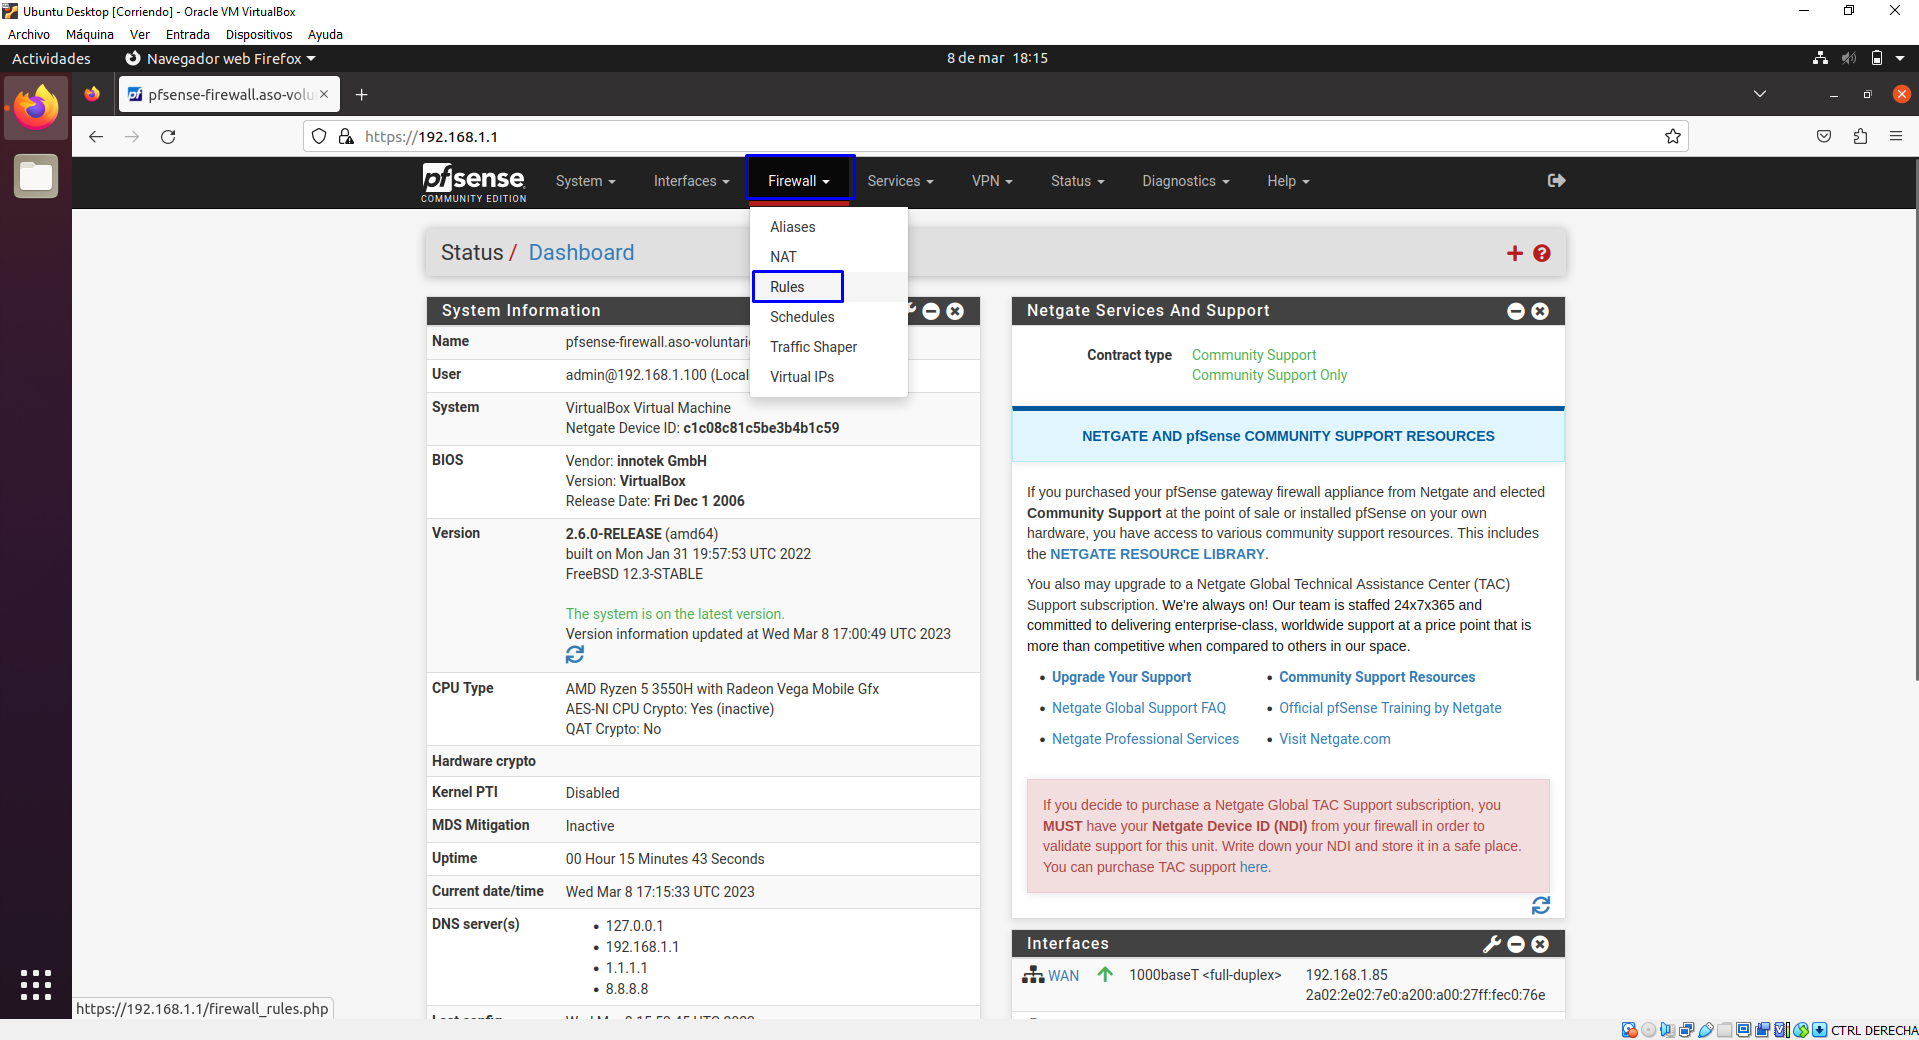 Ubuntu Desktop [Corriendo] - Oracle VM VirtualBox
Archivo Máquina Ver Entrada Dispositivos Ayuda
Actividades Navegador web Firefox 8 de mar 18:15
pfsense-firewall.aso-volu
https://192.168.1.1
pfsense COMMUNITY EDITION System Interfaces Firewall Services VPN Status Diagnostics Help
Aliases
NAT
Rules
Schedules
Traffic Shaper
Virtual IPs
Status / Dashboard
System Information
Name pfsense-firewall.aso-voluntari
User admin@192.168.1.100 (Local
System VirtualBox Virtual Machine
Netgate Device ID: c1c08c81c5be3b4b1c59
BIOS Vendor: innotek GmbH
Version: VirtualBox
Release Date: Fri Dec 1 2006
Version 2.6.0-RELEASE (amd64)
built on Mon Jan 31 19:57:53 UTC 2022
FreeBSD 12.3-STABLE
The system is on the latest version.
Version information updated at Wed Mar 8 17:00:49 UTC 2023
CPU Type AMD Ryzen 5 3550H with Radeon Vega Mobile Gfx
AES-NI CPU Crypto: Yes (inactive)
QAT Crypto: No
Hardware crypto
Kernel PTI Disabled
MDS Mitigation Inactive
Uptime 00 Hour 15 Minutes 43 Seconds
Current date/time Wed Mar 8 17:15:33 UTC 2023
DNS server(s) 127.0.0.1
192.168.1.1
1.1.1.1
8.8.8.8
Netgate Services And Support
Contract type Community Support
Community Support Only
NETGATE AND pfSense COMMUNITY SUPPORT RESOURCES
If you purchased your pfSense gateway firewall appliance from Netgate and elected
Community Support at the point of sale or installed pfSense on your own
hardware, you have access to various community support resources. This includes
the NETGATE RESOURCE LIBRARY.
You also may upgrade to a Netgate Global Technical Assistance Center (TAC)
Support subscription. We're always on! Our team is staffed 24x7x365 and
committed to delivering enterprise-class, worldwide support at a price point that is
more than competitive when compared to others in our space.
Upgrade Your Support Community Support Resources
Netgate Global Support FAQ Official pfSense Training by Netgate
Netgate Professional Services Visit Netgate.com
If you decide to purchase a Netgate Global TAC Support subscription, you
MUST have your Netgate Device ID (NDI) from your firewall in order to
validate support for this unit. Write down your NDI and store it in a safe place.
You can purchase TAC support here.
Interfaces
WAN 1000baseT <full-duplex> 192.168.1.85
2a02:2e02:7e0:a200:a00:27ff:fec0:76e
https://192.168.1.1/firewall_rules.php
CTRL DERECHA